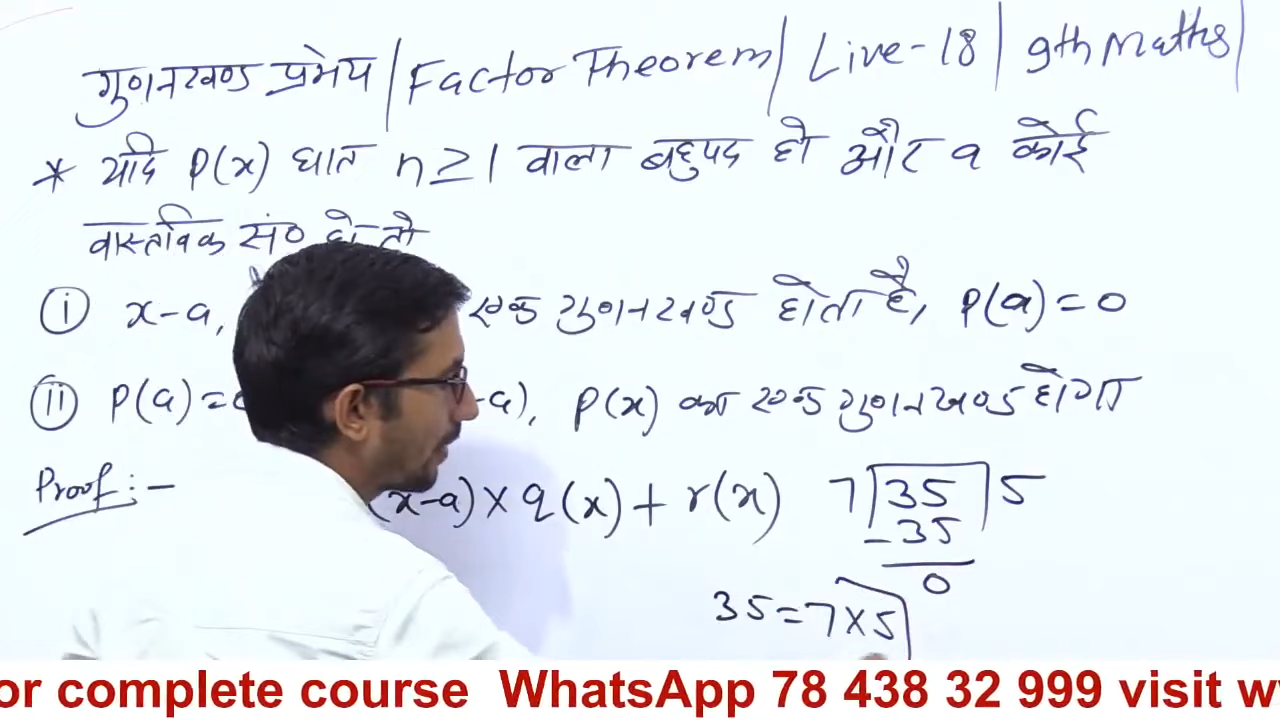 गुणनखण्ड प्रमेय | Factor Theorem | Live-18 | 9th Maths |
* यदि P(x) घात n ≥ 1 वाला बहुपद हो और a कोई
वास्तविक सं० हो तो
(i) x-a, एक गुणनखण्ड होता है, P(a) = 0
(ii) P(a) = -a), P(x) का एक गुणनखण्ड होगा
Proof :- (x-a) × q(x) + r(x) 7 | 35 | 5
- 35
0
35 = 7 × 5
or complete course WhatsApp 78 438 32 999 visit w